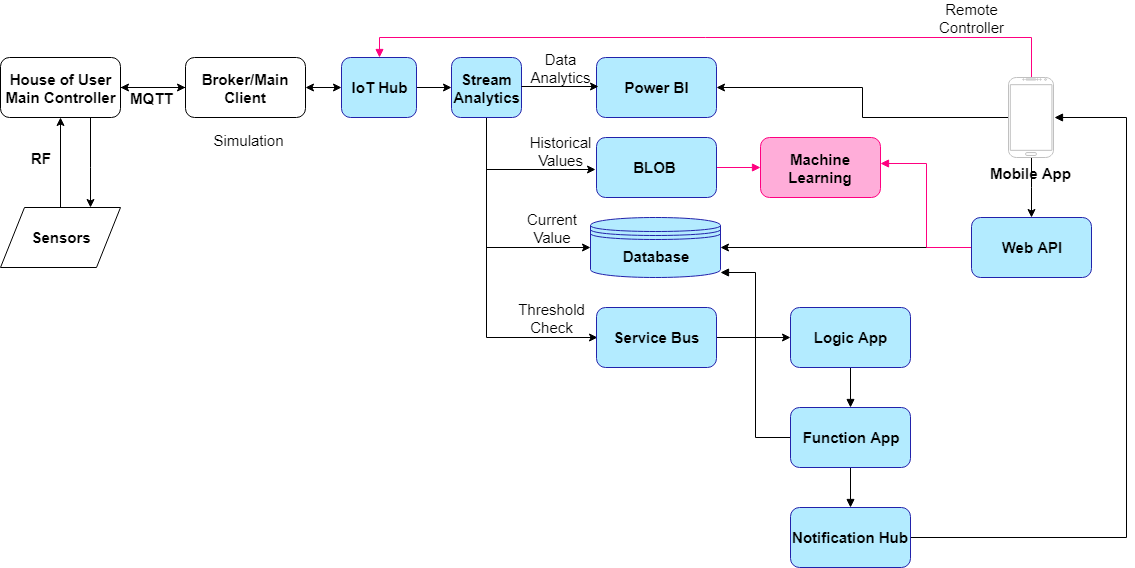 Remote
Controller
House of User
Main Controller
MQTT
Broker/Main
Client
Simulation
IoT Hub
Stream
Analytics
Data
Analytics
Power BI
RF
Sensors
Historical
Values
BLOB
Machine
Learning
Mobile App
Current
Value
Database
Web API
Threshold
Check
Service Bus
Logic App
Function App
Notification Hub